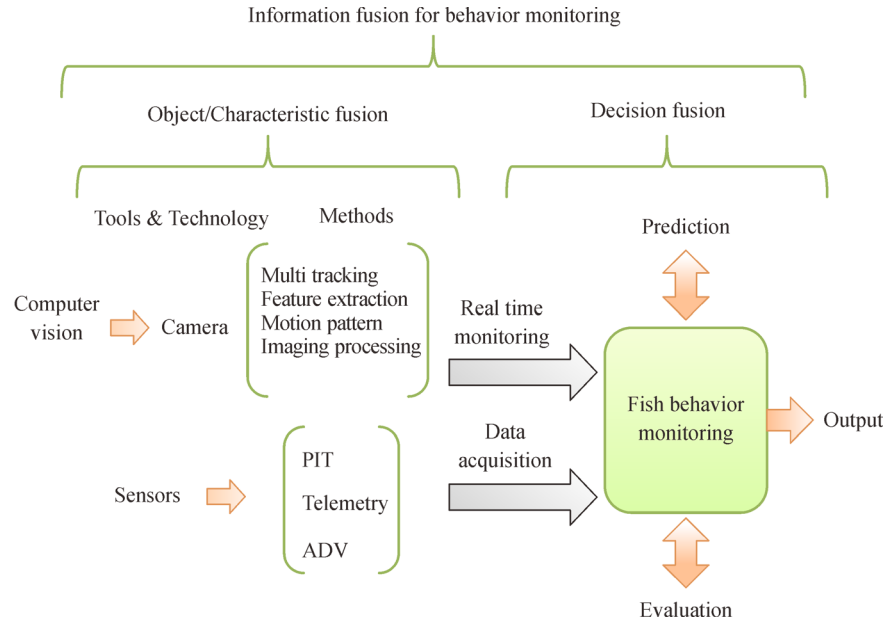 Information fusion for behavior monitoring
Object/Characteristic fusion
Decision fusion
Tools & Technology
Methods
Prediction
Computer
vision
Camera
Multi tracking
Feature extraction
Motion pattern
Imaging processing
Real time
monitoring
Fish behavior
monitoring
Output
Sensors
PIT
Telemetry
ADV
Data
acquisition
Evaluation